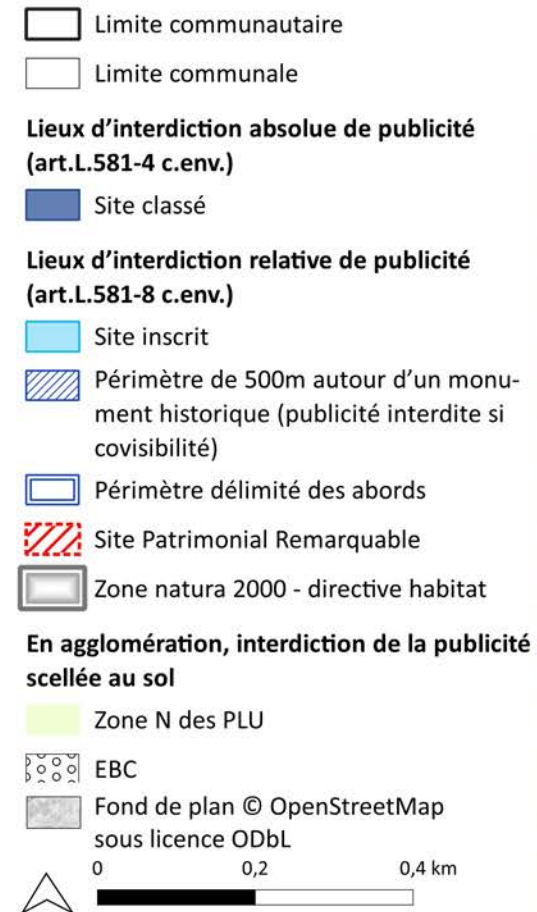 Limite communautaire
Limite communale
Lieux d’interdiction absolue de publicité
(art.L.581-4 c.env.)
Site classé
Lieux d’interdiction relative de publicité
(art.L.581-8 c.env.)
Site inscrit
Périmètre de 500m autour d’un monu-
ment historique (publicité interdite si
covisibilité)
Périmètre délimité des abords
Site Patrimonial Remarquable
Zone natura 2000 - directive habitat
En agglomération, interdiction de la publicité
scellée au sol
Zone N des PLU
EBC
Fond de plan © OpenStreetMap
sous licence ODbL
0 0,2 0,4 km